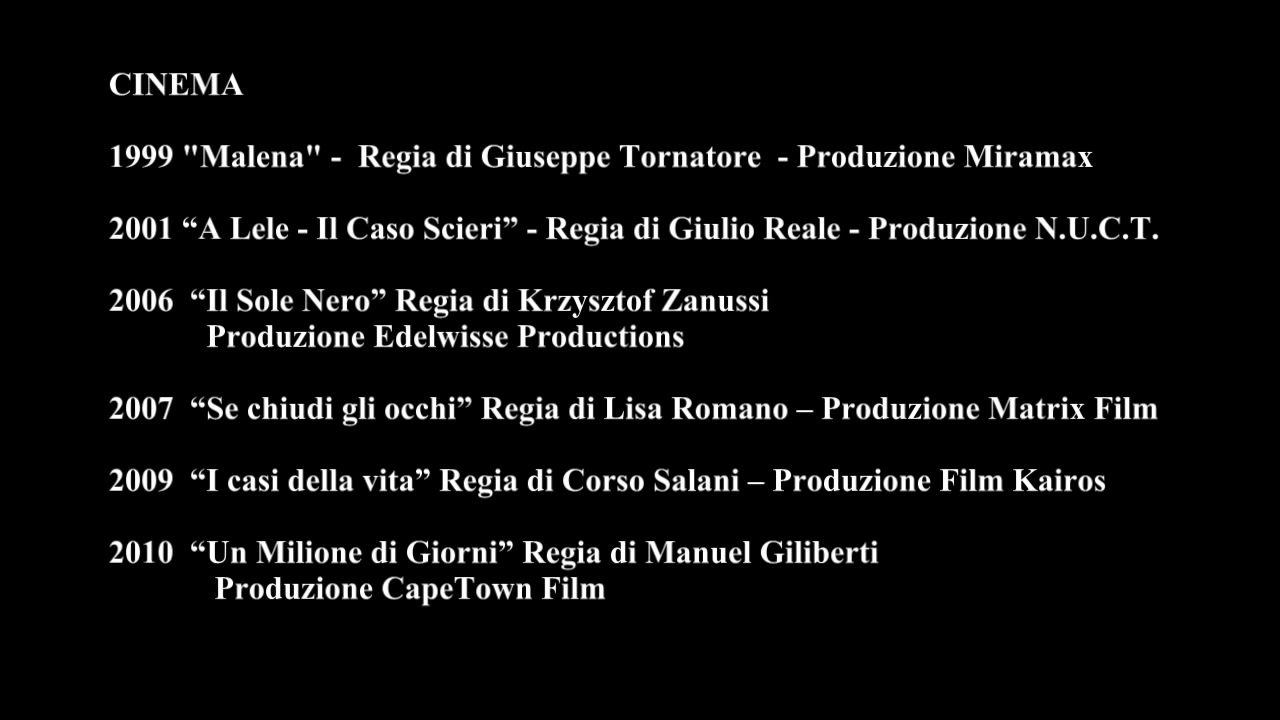 CINEMA
1999 "Malena" -  Regia di Giuseppe Tornatore  - Produzione Miramax
2001 “A Lele - Il Caso Scieri” - Regia di Giulio Reale - Produzione N.U.C.T.
2006  “Il Sole Nero” Regia di Krzysztof Zanussi
Produzione Edelwisse Productions
2007  “Se chiudi gli occhi” Regia di Lisa Romano – Produzione Matrix Film
2009  “I casi della vita” Regia di Corso Salani – Produzione Film Kairos
2010  “Un Milione di Giorni” Regia di Manuel Giliberti
Produzione CapeTown Film